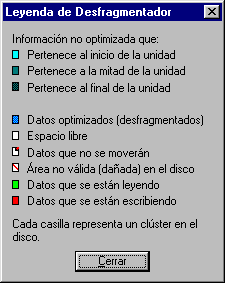 Leyenda de Desfragmentador
Información no optimizada que:
Pertenece al inicio de la unidad
Pertenece a la mitad de la unidad
Pertenece al final de la unidad
Datos optimizados (desfragmentados)
Espacio libre
Datos que no se moverán
Área no válida (dañada) en el disco
Datos que se están leyendo
Datos que se están escribiendo
Cada casilla representa un clúster en el
disco.
Cerrar